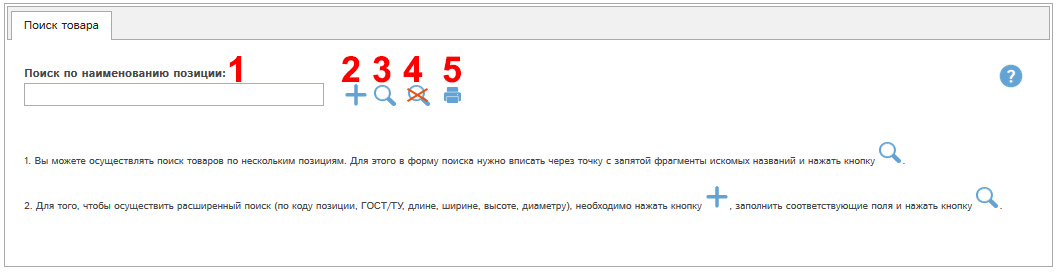 Поиск товара
Поиск по наименованию позиции: 1 2 3 4 5
?
1. Вы можете осуществлять поиск товаров по нескольким позициям. Для этого в форму поиска нужно вписать через точку с запятой фрагменты искомых названий и нажать кнопку .
2. Для того, чтобы осуществить расширенный поиск (по коду позиции, ГОСТ/ТУ, длине, ширине, высоте, диаметру), необходимо нажать кнопку , заполнить соответствующие поля и нажать кнопку .